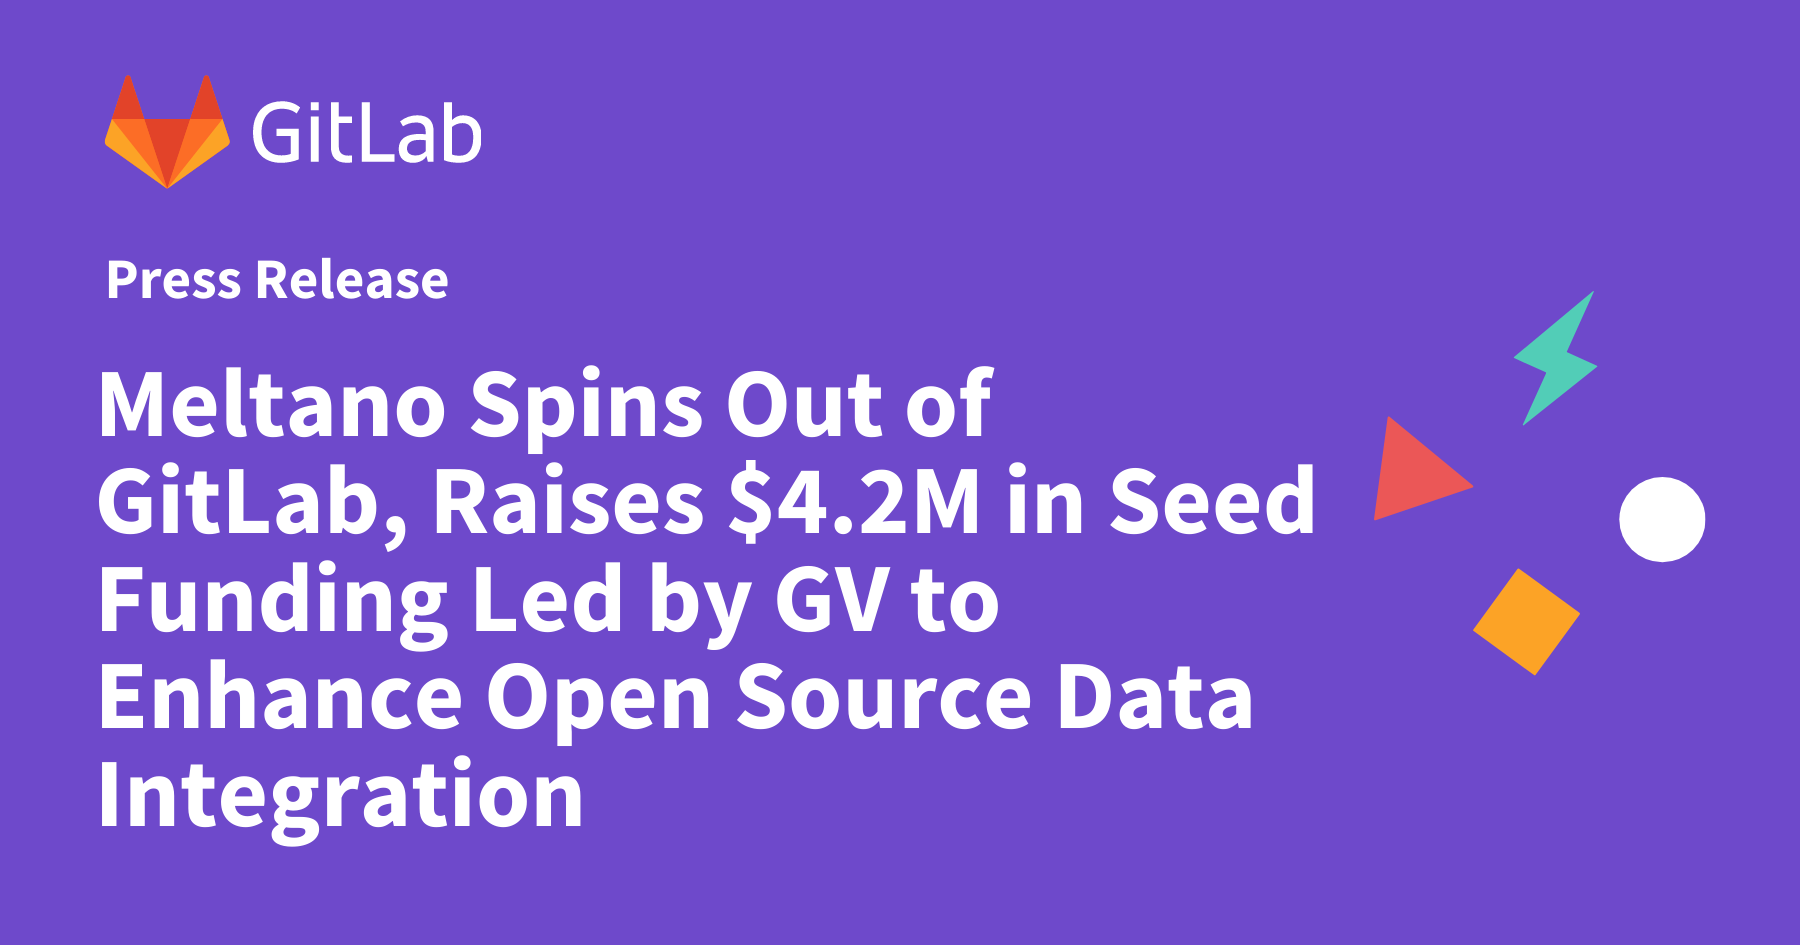 GitLab
Press Release
Meltano Spins Out of
GitLab, Raises $4.2M in Seed
Funding Led by GV to
Enhance Open Source Data
Integration